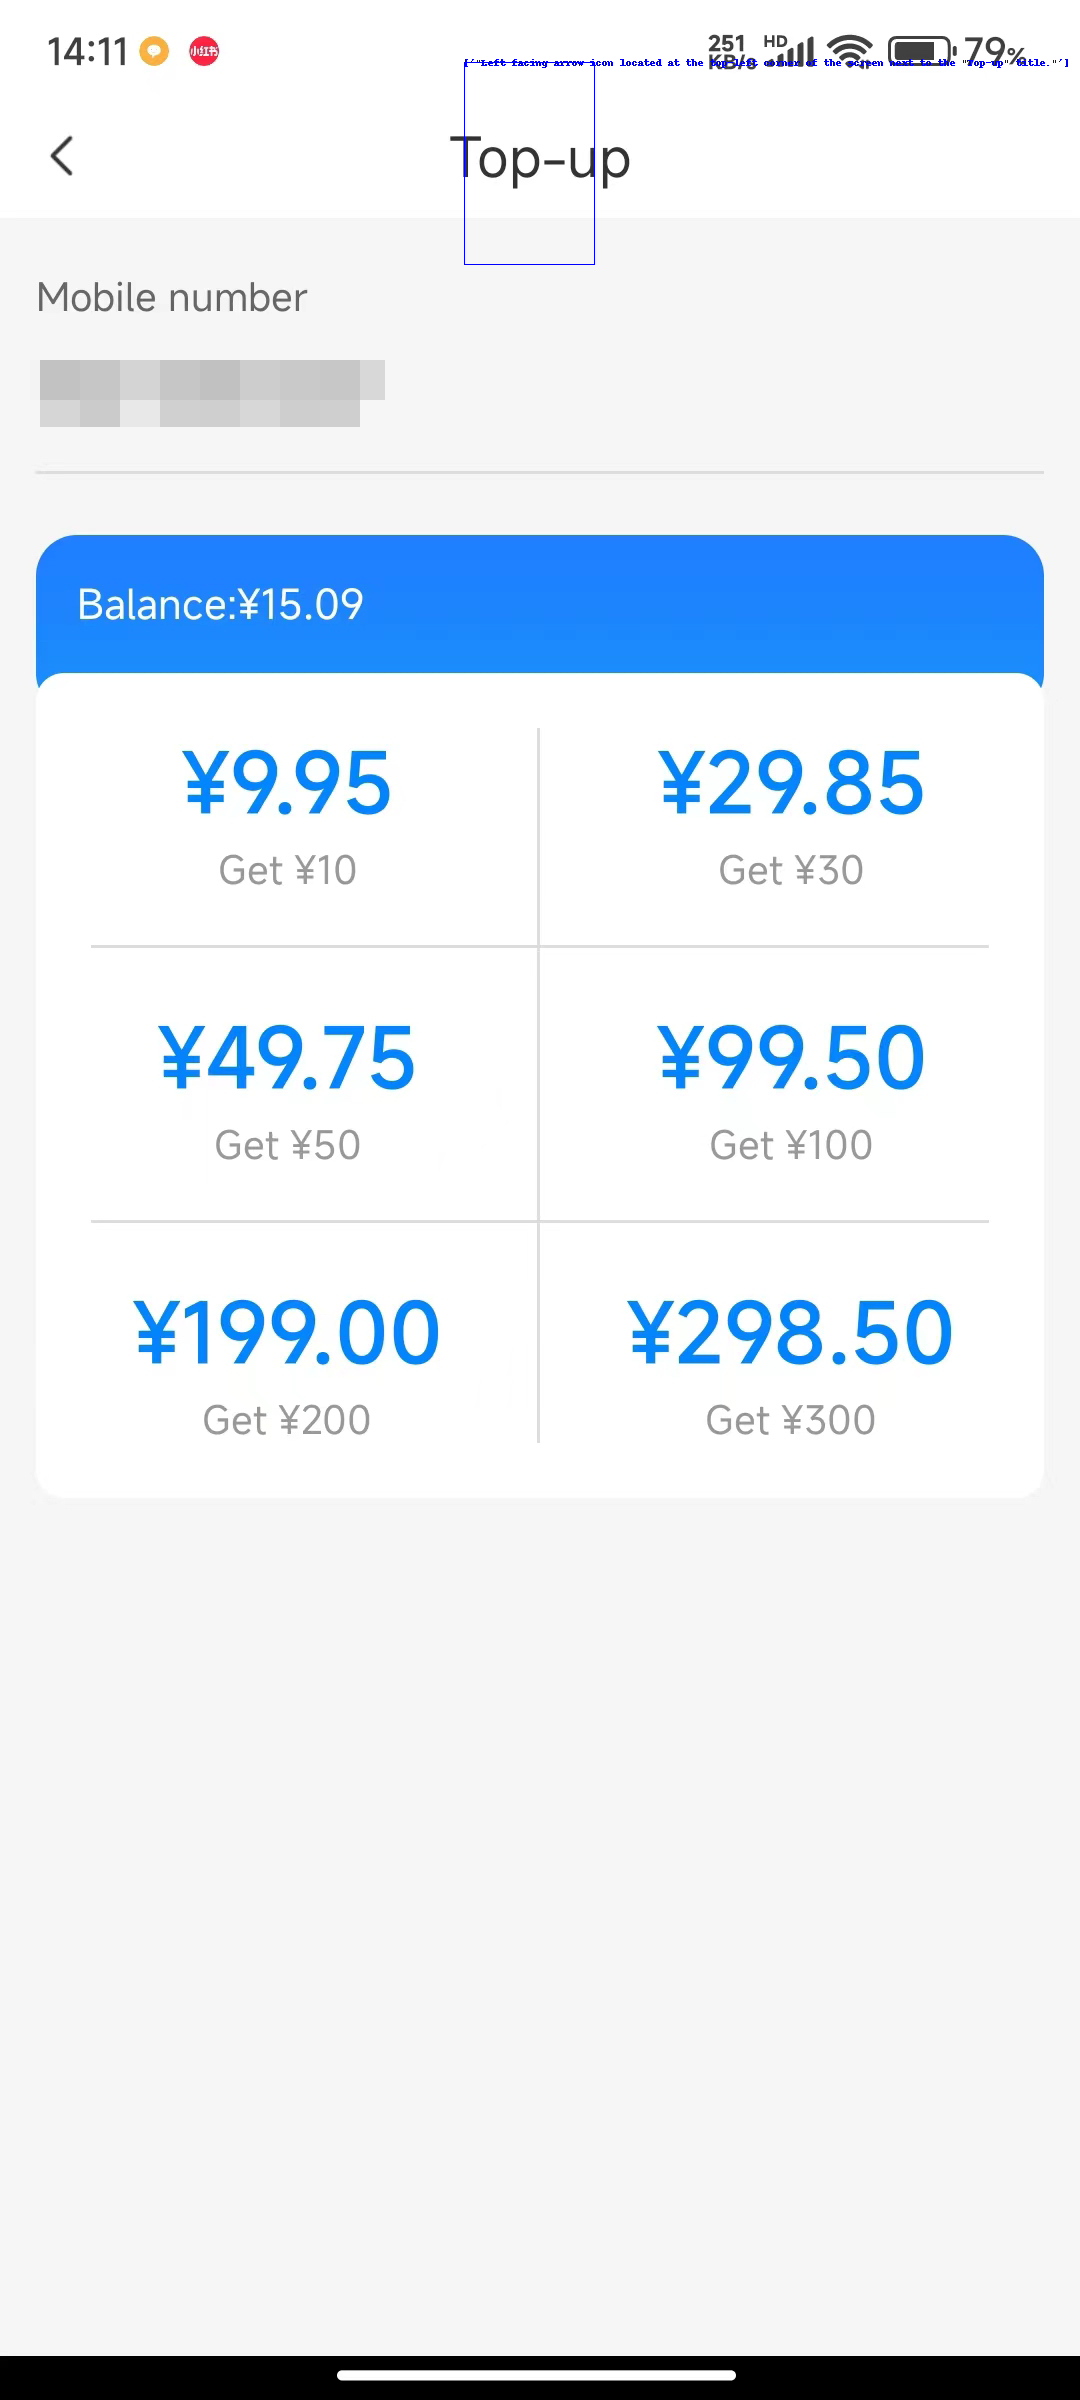 14:11 小红书 251 KB/s HD 79%
["Left facing arrow icon located at the top left corner of the screen next to the "Top-up" title."']
Top-up
Mobile number
Balance:¥15.09
¥9.95 ¥29.85
Get ¥10 Get ¥30
¥49.75 ¥99.50
Get ¥50 Get ¥100
¥199.00 ¥298.50
Get ¥200 Get ¥300